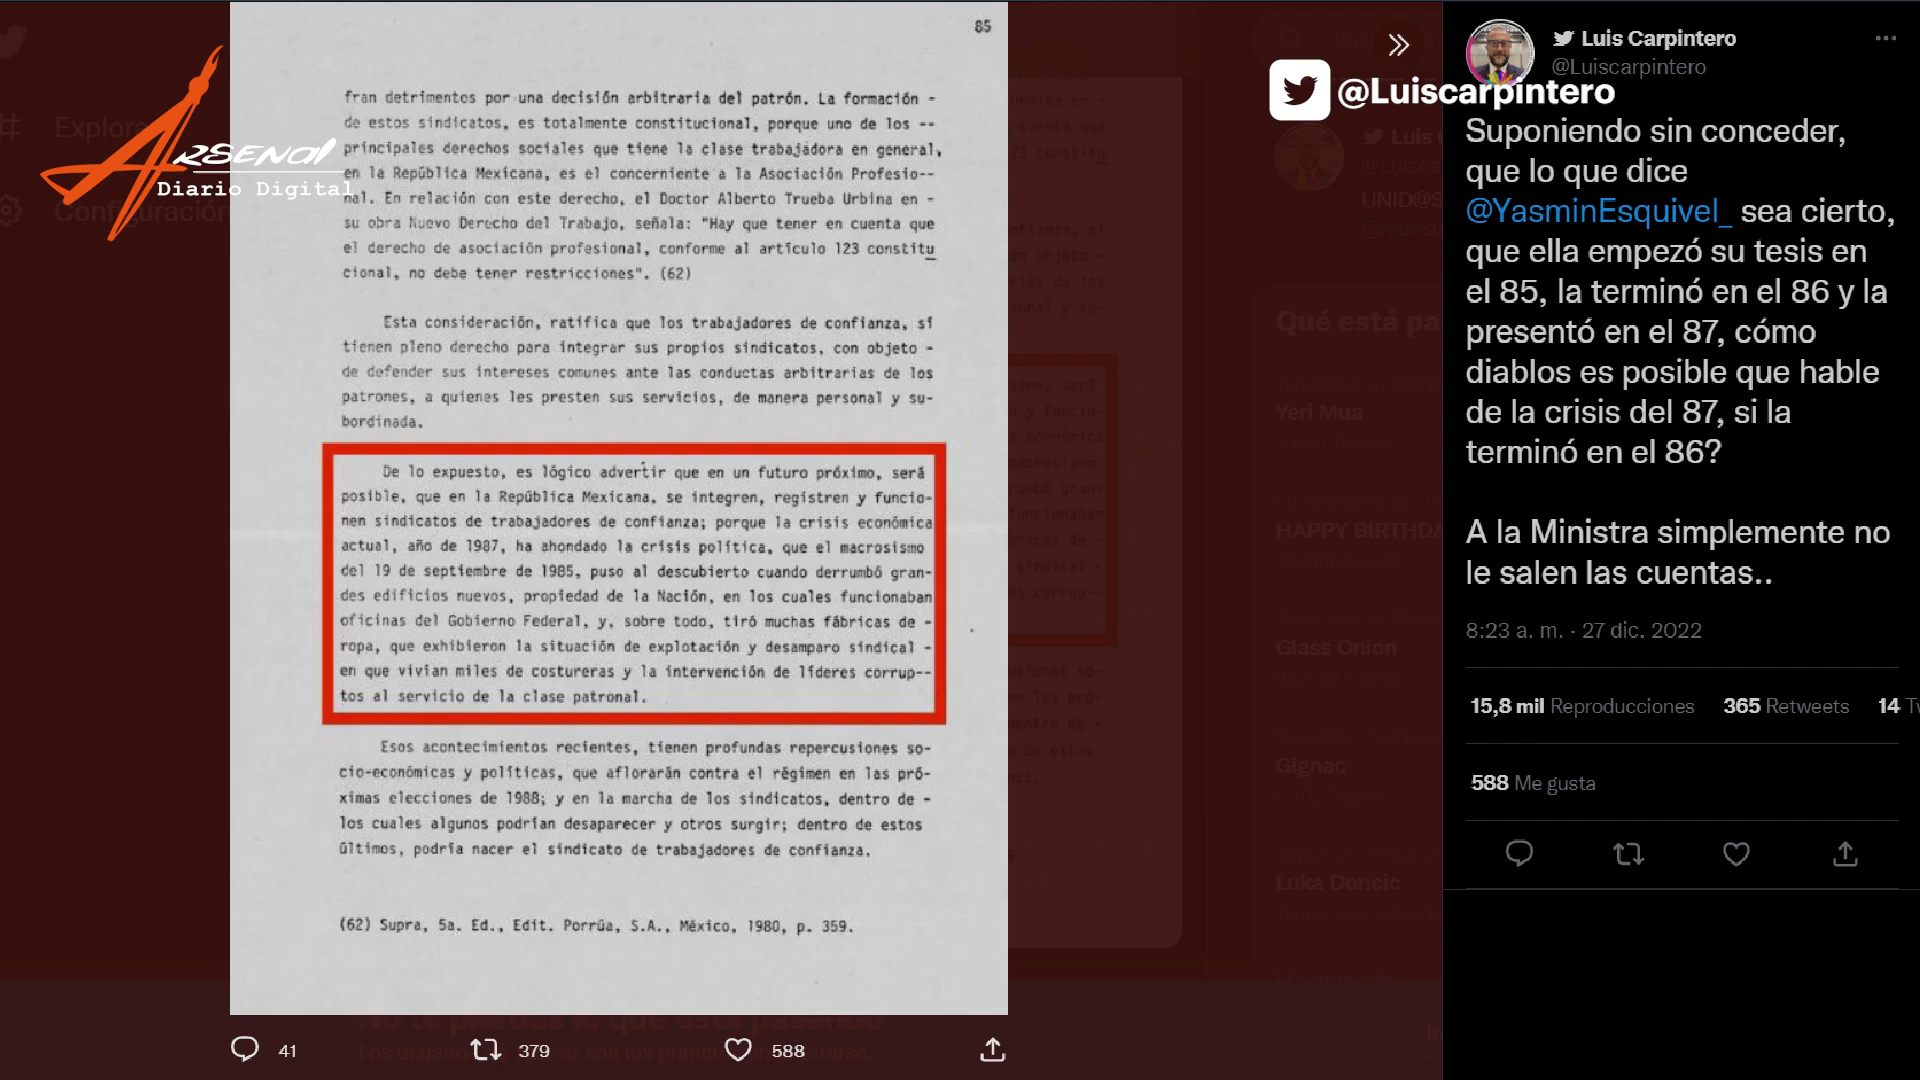 85
fran detrimentos por una decisión arbitraria del patrón. La formación -
de estos sindicatos, es totalmente constitucional, porque uno de los --
principales derechos sociales que tiene la clase trabajadora en general,
en la República Mexicana, es el concerniente a la Asociación Profesio--
nal. En relación con este derecho, el Doctor Alberto Trueba Urbina en -
su obra Nuevo Derecho del Trabajo, señala: "Hay que tener en cuenta que
el derecho de asociación profesional, conforme al artículo 123 constitu
cional, no debe tener restricciones". (62)
Esta consideración, ratifica que los trabajadores de confianza, sí
tienen pleno derecho para integrar sus propios sindicatos, con objeto -
de defender sus intereses comunes ante las conductas arbitrarias de los
patrones, a quienes les presten sus servicios, de manera personal y su-
bordinada.
De lo expuesto, es lógico advertir que en un futuro próximo, será
posible, que en la República Mexicana, se integren, registren y funcio-
nen sindicatos de trabajadores de confianza; porque la crisis económica
actual, año de 1987, ha ahondado la crisis política, que el macrosismo
del 19 de septiembre de 1985, puso al descubierto cuando derrumbó gran-
des edificios nuevos, propiedad de la Nación, en los cuales funcionaban
oficinas del Gobierno Federal, y, sobre todo, tiró muchas fábricas de -
ropa, que exhibieron la situación de explotación y desamparo sindical -
en que vivían miles de costureras y la intervención de líderes corrup--
tos al servicio de la clase patronal.
Esos acontecimientos recientes, tienen profundas repercusiones so-
cio-económicas y políticas, que aflorarán contra el régimen en las pró-
ximas elecciones de 1988; y en la marcha de los sindicatos, dentro de -
los cuales algunos podrían desaparecer y otros surgir; dentro de estos
últimos, podría nacer el sindicato de trabajadores de confianza.
(62) Supra, 5a. Ed., Edit. Porrúa, S.A., México, 1980, p. 359.
41 379 588
Explora
Configuración
ARSENAL
Diario Digital
@Luiscarpintero
Qué está pa
Yeri Mua
HAPPY BIRTHDA
Glass Onion
Gignac
Luka Doncic
Luis Carpintero
@Luiscarpintero
Suponiendo sin conceder,
que lo que dice
@YasminEsquivel_ sea cierto,
que ella empezó su tesis en
el 85, la terminó en el 86 y la
presentó en el 87, cómo
diablos es posible que hable
de la crisis del 87, si la
terminó en el 86?
A la Ministra simplemente no
le salen las cuentas..
8:23 a. m. · 27 dic. 2022
15,8 mil Reproducciones 365 Retweets 14 Tw
588 Me gusta